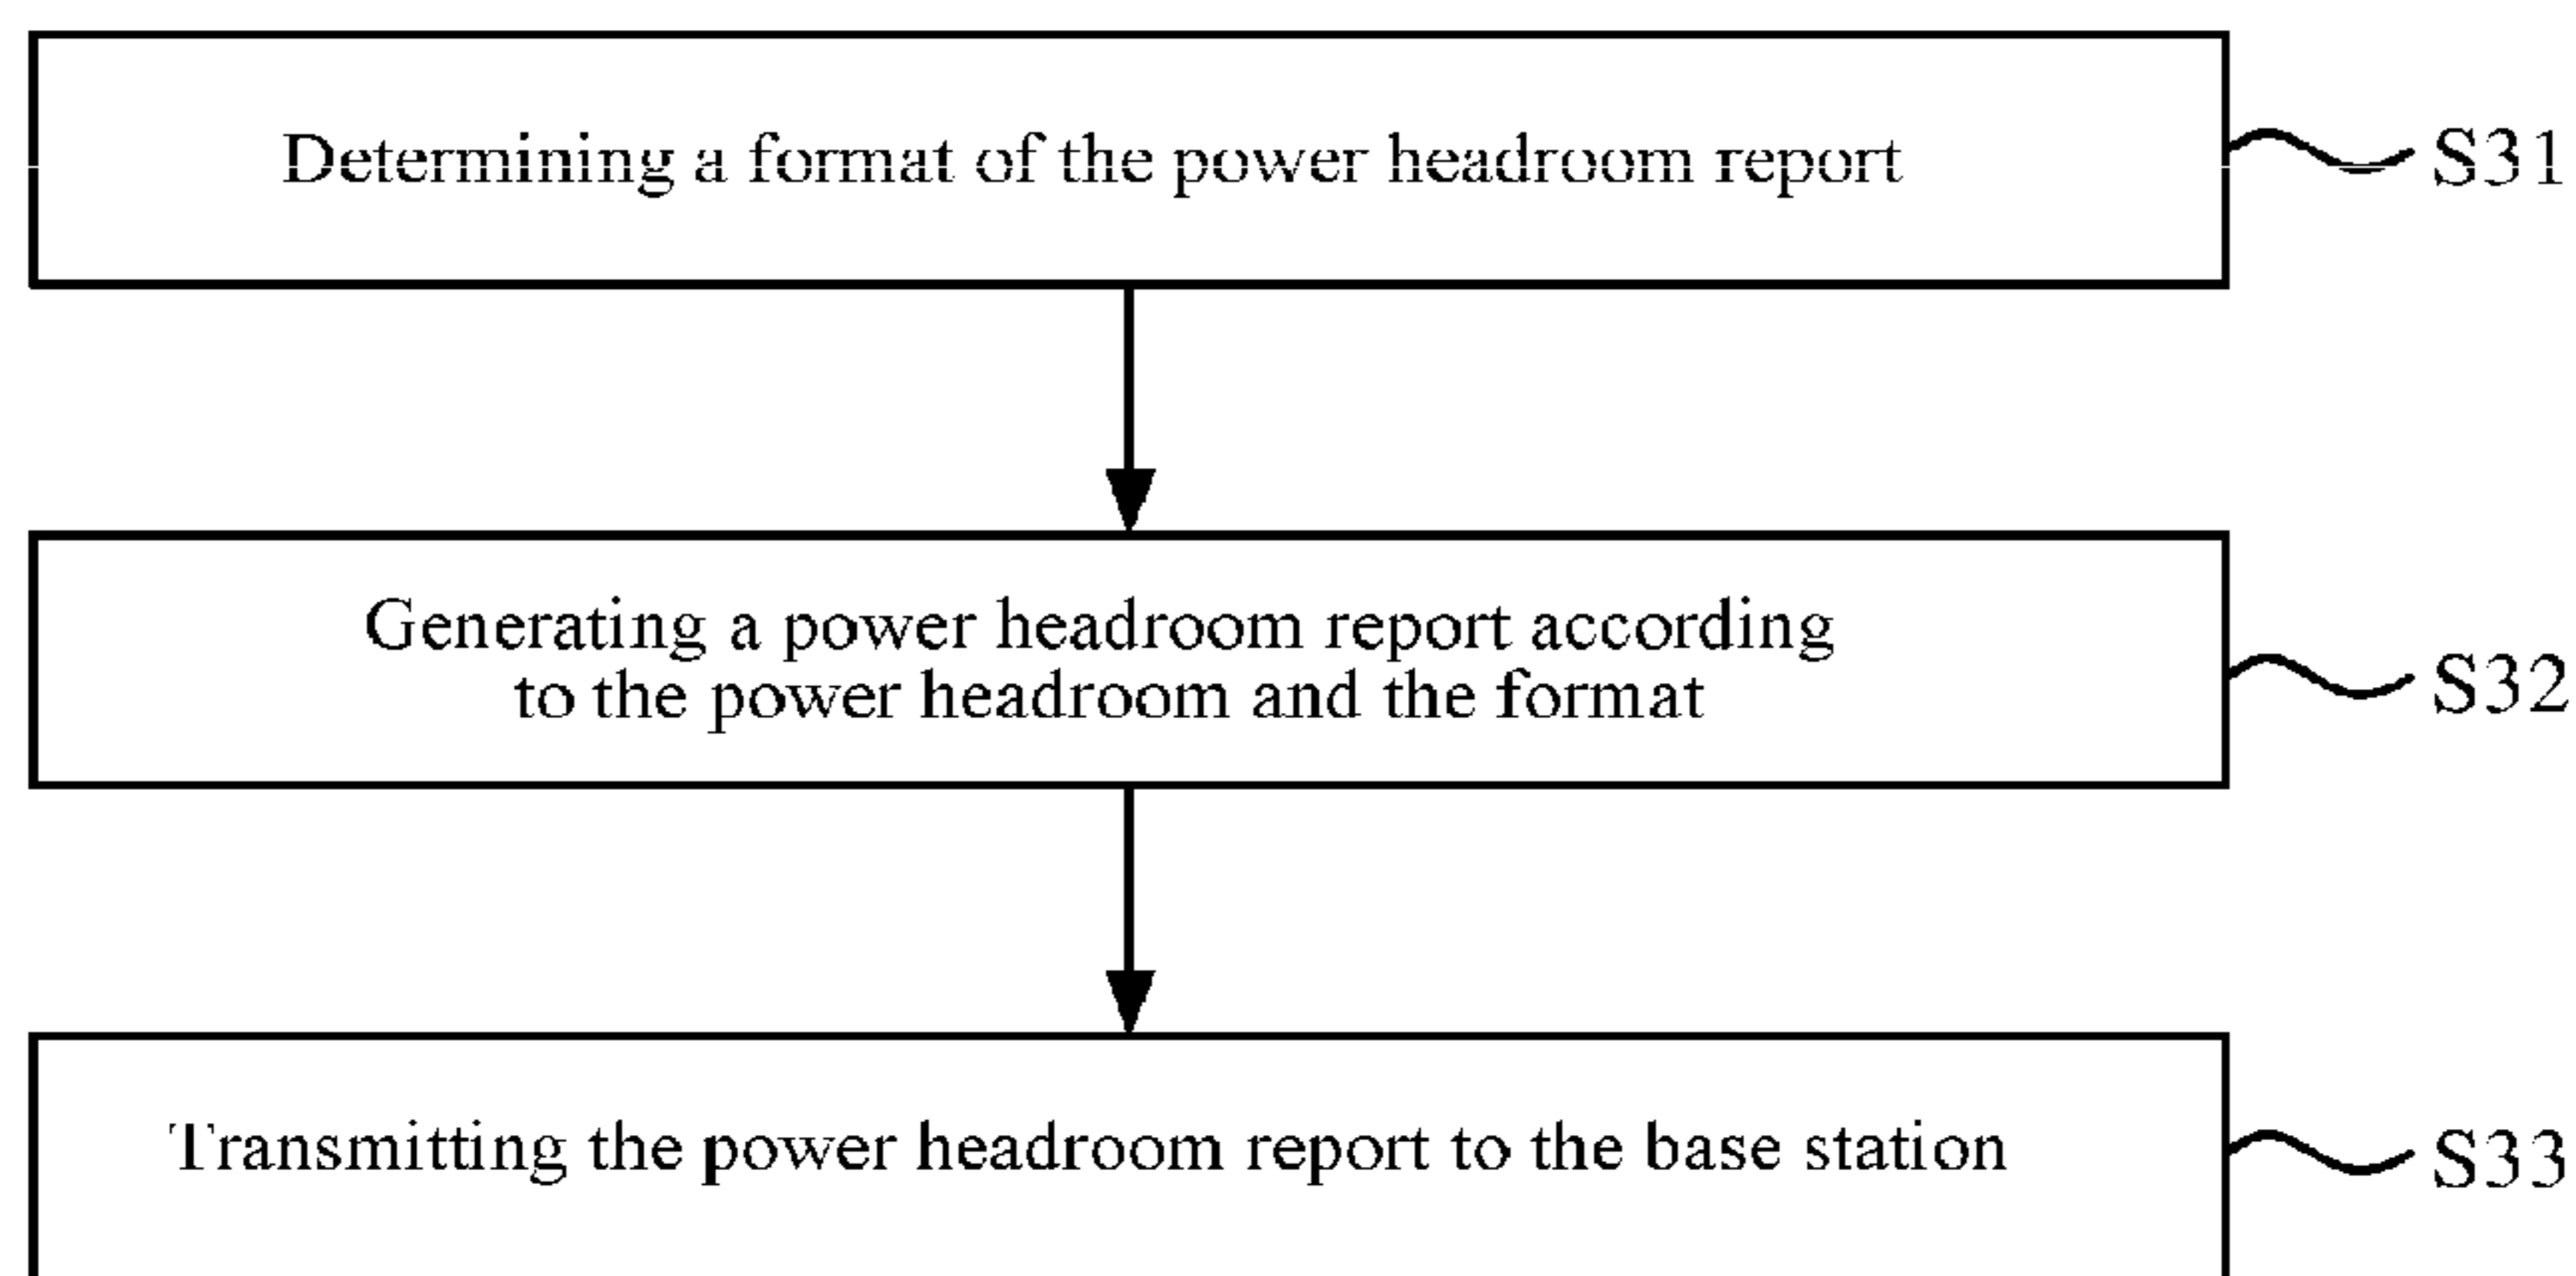 Determining a format of the power headroom report
S31
Generating a power headroom report according
to the power headroom and the format
S32
Transmitting the power headroom report to the base station
S33